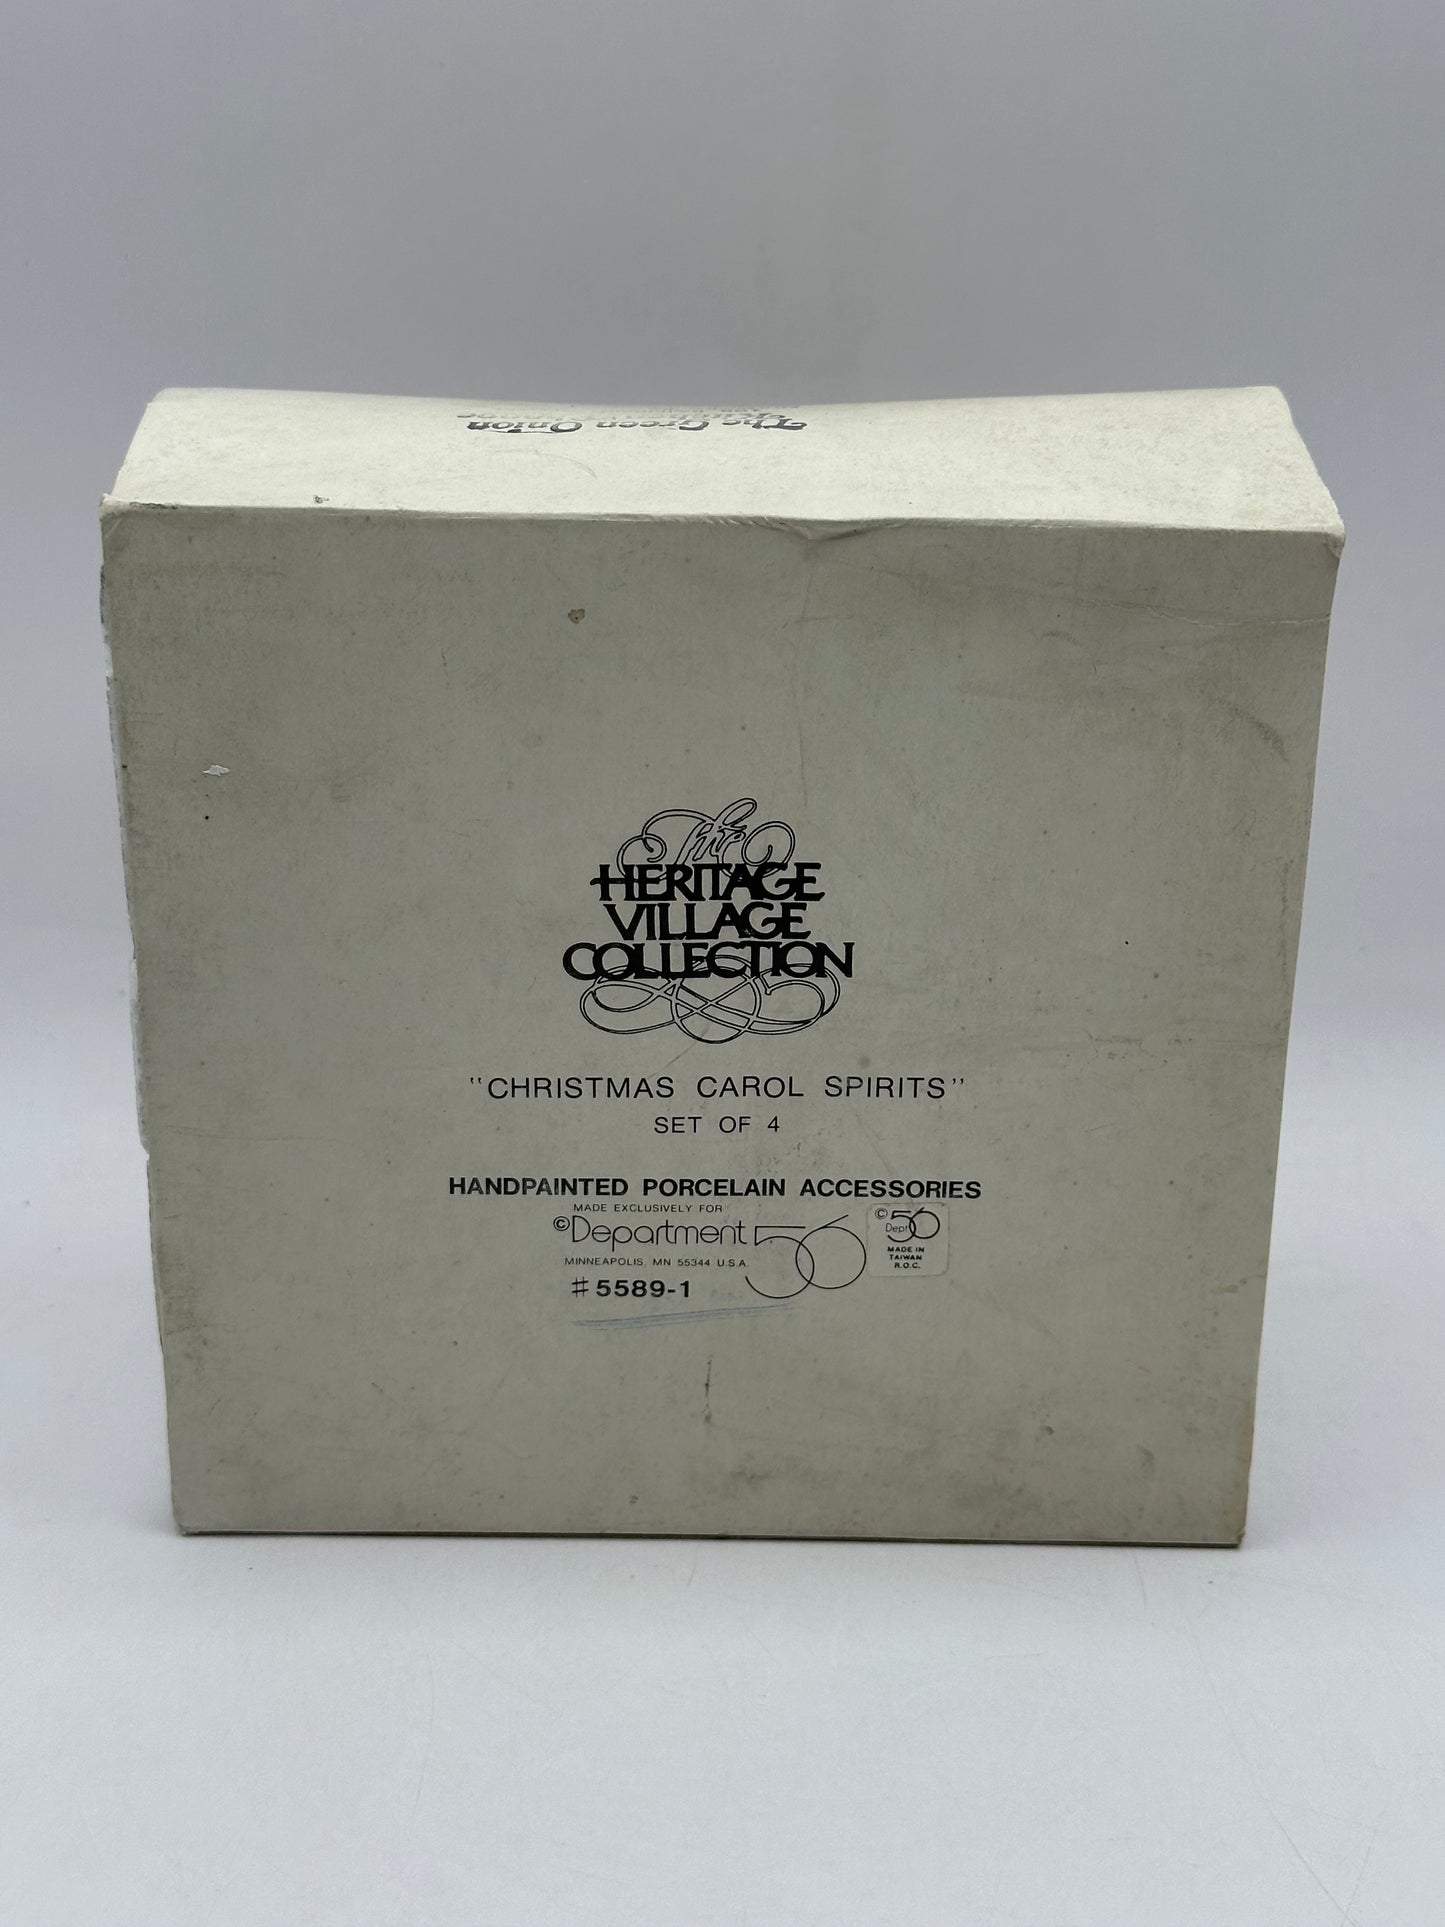 The Green Onion
The
HERITAGE
VILLAGE
COLLECTION
"CHRISTMAS CAROL SPIRITS"
SET OF 4
HANDPAINTED PORCELAIN ACCESSORIES
MADE EXCLUSIVELY FOR
©Department 56
MINNEAPOLIS, MN 55344 U.S.A.
#5589-1
© Dept 56
MADE IN
TAIWAN
R.O.C.